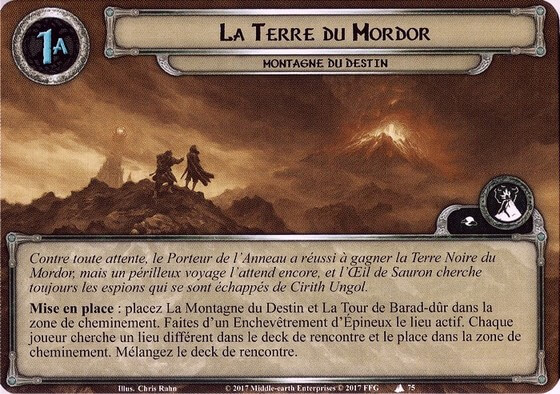 1A
La Terre du Mordor
Montagne du Destin
Contre toute attente, le Porteur de l'Anneau a réussi à gagner la Terre Noire du
Mordor, mais un périlleux voyage l'attend encore, et l'Œil de Sauron cherche
toujours les espions qui se sont échappés de Cirith Ungol.
Mise en place : placez La Montagne du Destin et La Tour de Barad-dûr dans la
zone de cheminement. Faites d'un Enchevêtrement d'Épineux le lieu actif. Chaque
joueur cherche un lieu différent dans le deck de rencontre et le place dans la zone
de cheminement. Mélangez le deck de rencontre.
Illus. Chris Rahn © 2017 Middle-earth Enterprises © 2017 FFG 75